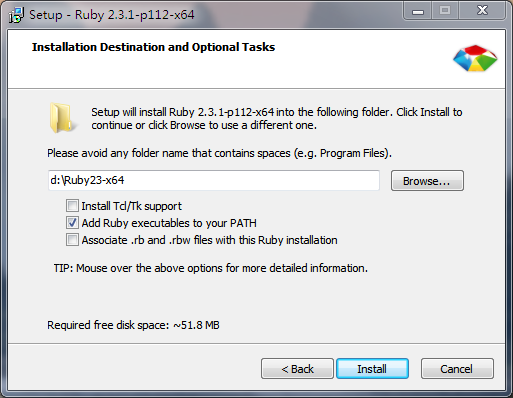 Setup - Ruby 2.3.1-p112-x64
Installation Destination and Optional Tasks
Setup will install Ruby 2.3.1-p112-x64 into the following folder. Click Install to
continue or click Browse to use a different one.
Please avoid any folder name that contains spaces (e.g. Program Files).
d:\Ruby23-x64
Browse...
Install Tcl/Tk support
Add Ruby executables to your PATH
Associate .rb and .rbw files with this Ruby installation
TIP: Mouse over the above options for more detailed information.
Required free disk space: ~51.8 MB
< Back
Install
Cancel